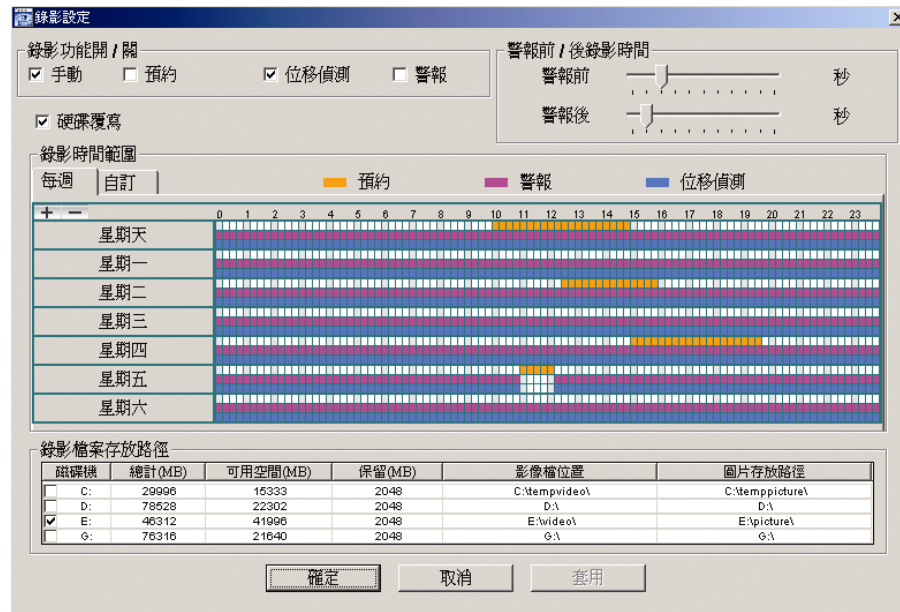 錄影設定
錄影功能開 / 關
手動 預約 位移偵測 警報
警報前 / 後錄影時間
警報前 秒
警報後 秒
硬碟覆寫
錄影時間範圍
每週 自訂
預約 警報 位移偵測
+ − 0 1 2 3 4 5 6 7 8 9 10 11 12 13 14 15 16 17 18 19 20 21 22 23
星期天
星期一
星期二
星期三
星期四
星期五
星期六
錄影檔案存放路徑
磁碟機 總計(MB) 可用空間(MB) 保留(MB) 影像檔位置 圖片存放路徑
C: 29996 15333 2048 C:\tempvideo\ C:\temppicture\
D: 78528 22302 2048 D:\ D:\
E: 46312 41996 2048 E:\video\ E:\picture\
G: 76316 21640 2048 G:\ G:\
確定 取消 套用